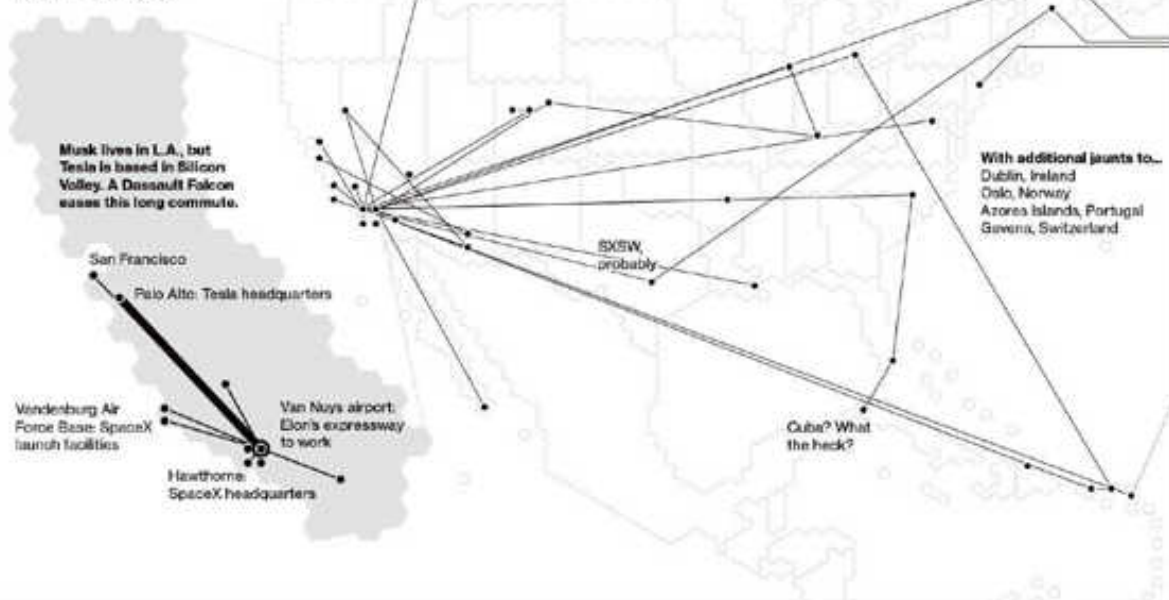 Musk lives in L.A., but
Tesla is based in Silicon
Valley. A Dassault Falcon
eases this long commute.
San Francisco
Palo Alto: Tesla headquarters
Vandenburg Air
Force Base: SpaceX
launch facilities
Van Nuys airport:
Elon's expressway
to work
Hawthorne:
SpaceX headquarters
SXSW,
probably
Cuba? What
the heck?
With additional jaunts to...
Dublin, Ireland
Oslo, Norway
Azores Islands, Portugal
Gevena, Switzerland